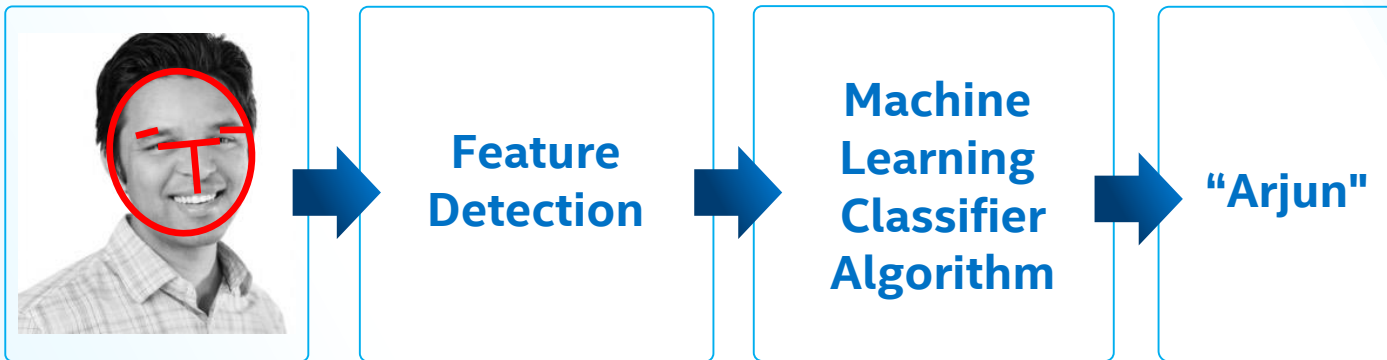 Feature
Detection
Machine
Learning
Classifier
Algorithm
“Arjun"